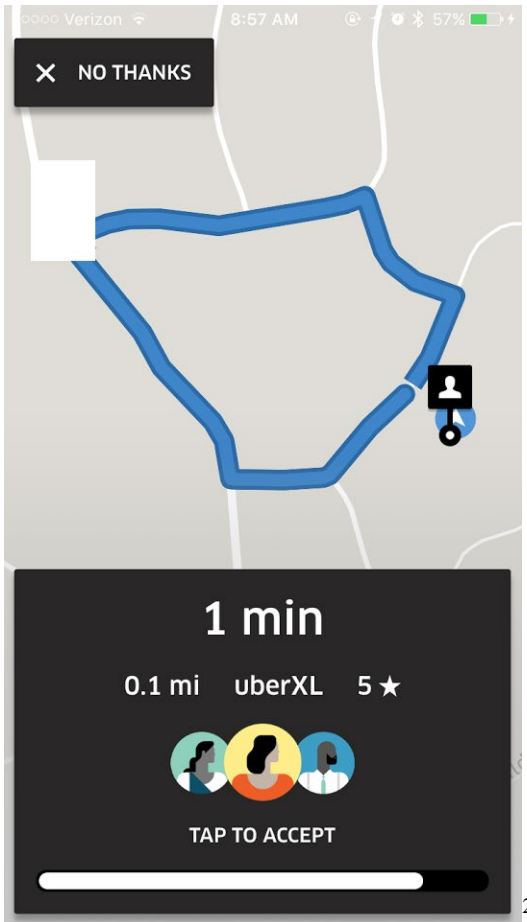 Verizon 8:57 AM 57%
NO THANKS
1 min
0.1 mi uberXL 5 ★
TAP TO ACCEPT